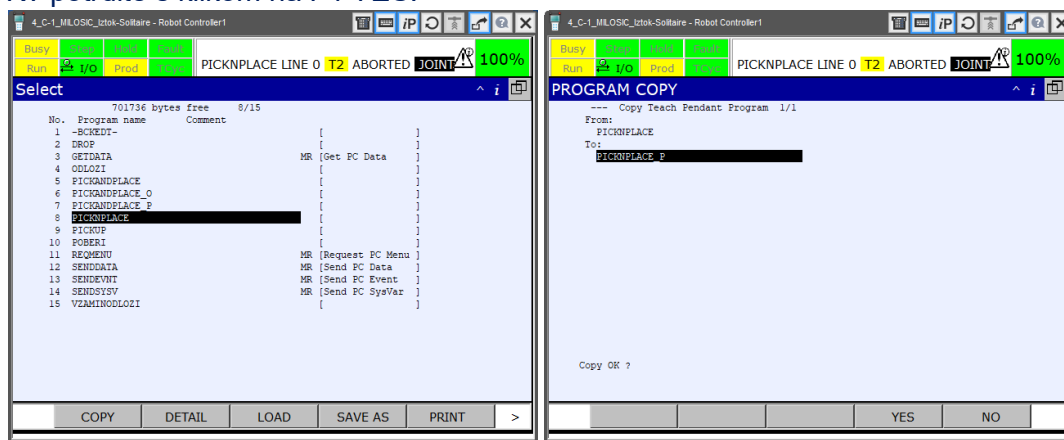 4_C-1_MILOSIC_Iztok-Solitaire - Robot Controller1
Busy Step Hold Fault
Run I/O Prod TCyc
PICKNPLACE LINE 0 T2 ABORTED JOINT 100%
Select
701736 bytes free 8/15
No. Program name Comment
1 -BCKEDT- [ ]
2 DROP [ ]
3 GETDATA MR [Get PC Data ]
4 ODLOZI [ ]
5 PICKANDPLACE [ ]
6 PICKANDPLACE_O [ ]
7 PICKANDPLACE_P [ ]
8 PICKNPLACE [ ]
9 PICKUP [ ]
10 POBERI [ ]
11 REQMENU MR [Request PC Menu ]
12 SENDDATA MR [Send PC Data ]
13 SENDEVNT MR [Send PC Event ]
14 SENDSYSV MR [Send PC SysVar ]
15 VZAMINODLOZI [ ]
COPY DETAIL LOAD SAVE AS PRINT >
4_C-1_MILOSIC_Iztok-Solitaire - Robot Controller1
Busy Step Hold Fault
Run I/O Prod TCyc
PICKNPLACE LINE 0 T2 ABORTED JOINT 100%
PROGRAM COPY
--- Copy Teach Pendant Program 1/1
From:
PICKNPLACE
To:
PICKNPLACE_P
Copy OK ?
YES NO